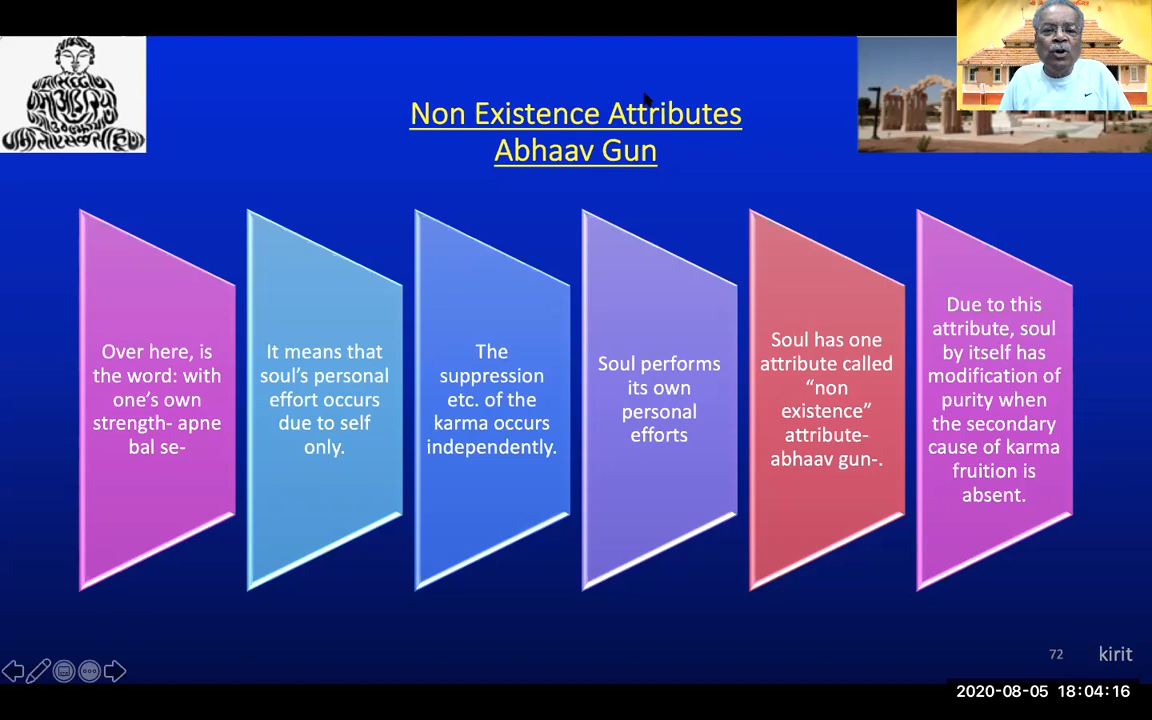 Non Existence Attributes
Abhaav Gun
Over here, is
the word: with
one's own
strength- apne
bal se-
It means that
soul's personal
effort occurs
due to self
only.
The
suppression
etc. of the
karma occurs
independently.
Soul performs
its own
personal
efforts
Soul has one
attribute called
“non
existence”
attribute-
abhaav gun-.
Due to this
attribute, soul
by itself has
modification of
purity when
the secondary
cause of karma
fruition is
absent.
72
kirit
2020-08-05 18:04:16